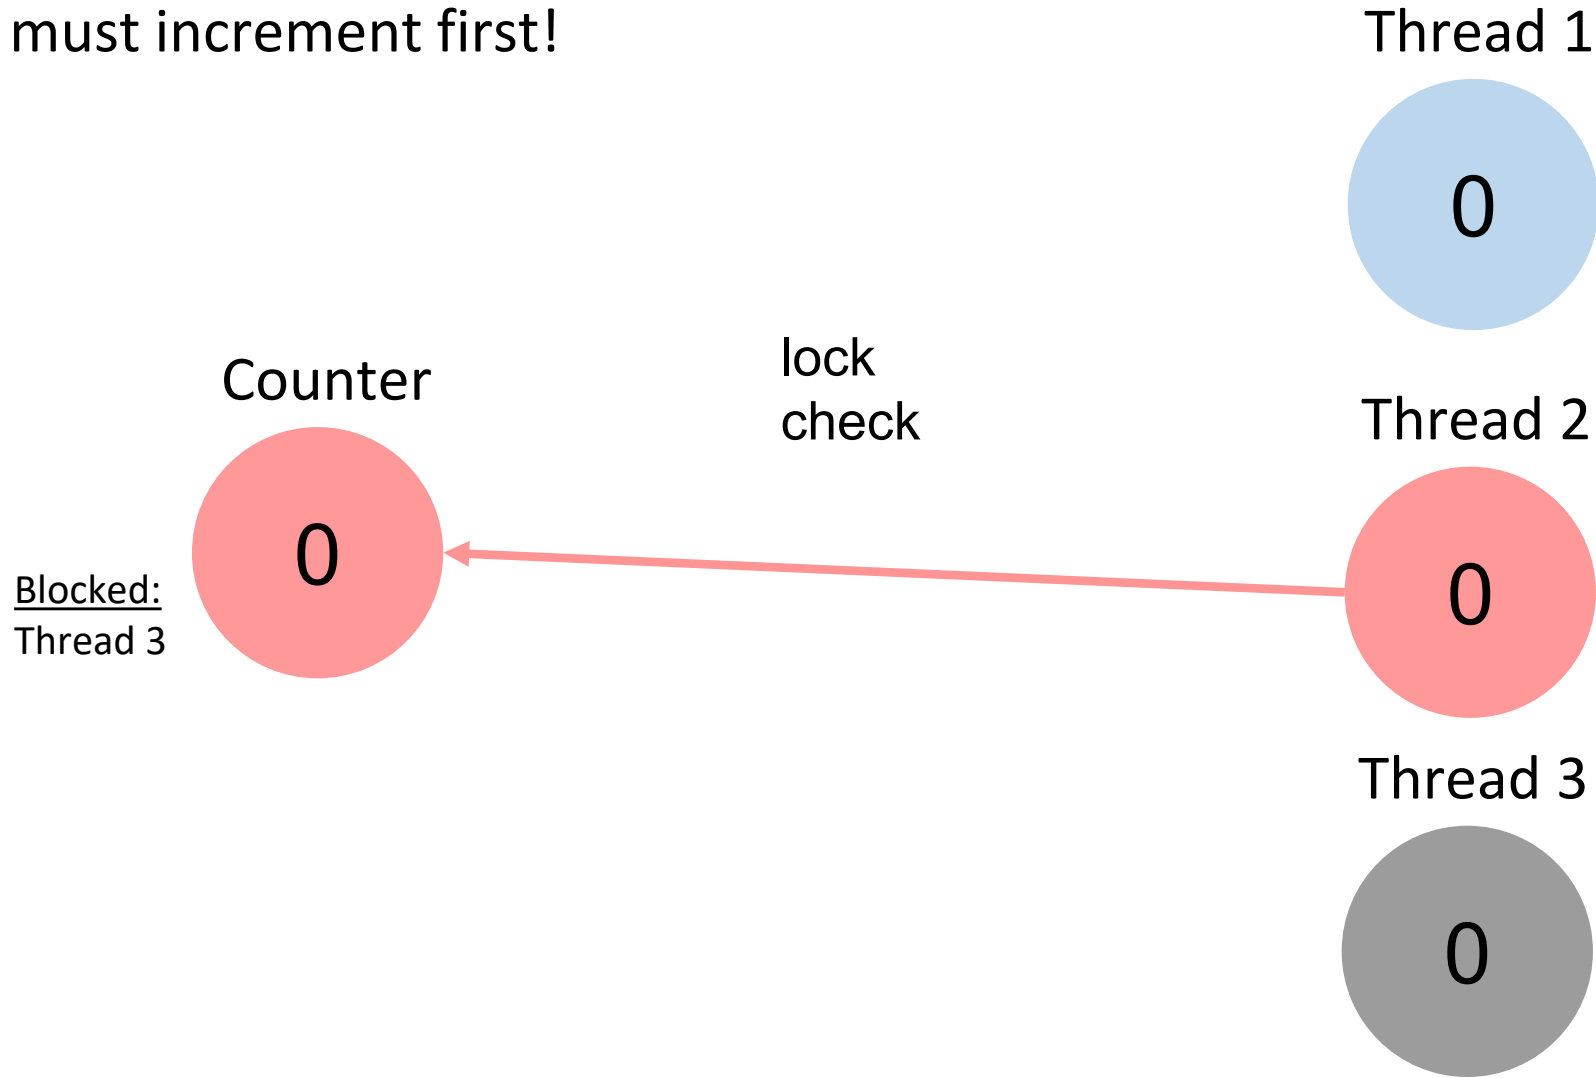 must increment first!
Thread 1
0
lock
check
Counter
Thread 2
0
0
Blocked:
Thread 3
Thread 3
0